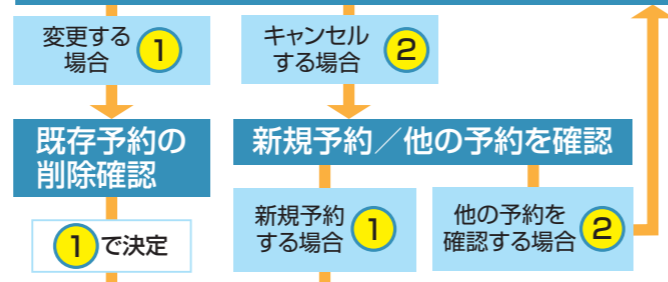 変更する
場合 1
キャンセル
する場合 2
既存予約の
削除確認
新規予約／他の予約を確認
1で決定
新規予約
する場合 1
他の予約を
確認する場合 2